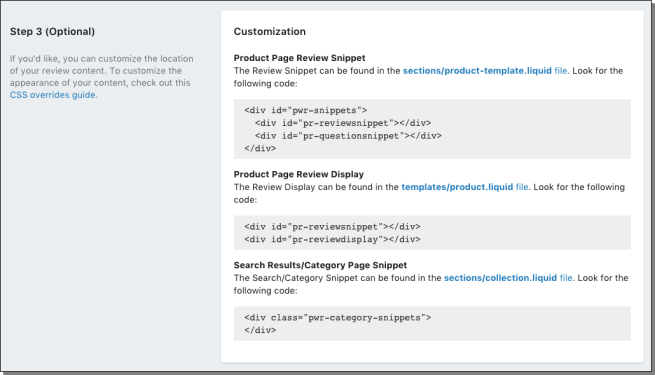 Step 3 (Optional)
If you'd like, you can customize the location
of your review content. To customize the
appearance of your content, check out this
CSS overrides guide.
Customization
Product Page Review Snippet
The Review Snippet can be found in the sections/product-template.liquid file. Look for the
following code:
<div id="pwr-snippets">
  <div id="pr-reviewsnippet"></div>
  <div id="pr-questionsnippet"></div>
</div>
Product Page Review Display
The Review Display can be found in the templates/product.liquid file. Look for the following
code:
<div id="pr-reviewsnippet"></div>
<div id="pr-reviewdisplay"></div>
Search Results/Category Page Snippet
The Search/Category Snippet can be found in the sections/collection.liquid file. Look for the
following code:
<div class="pwr-category-snippets">
</div>